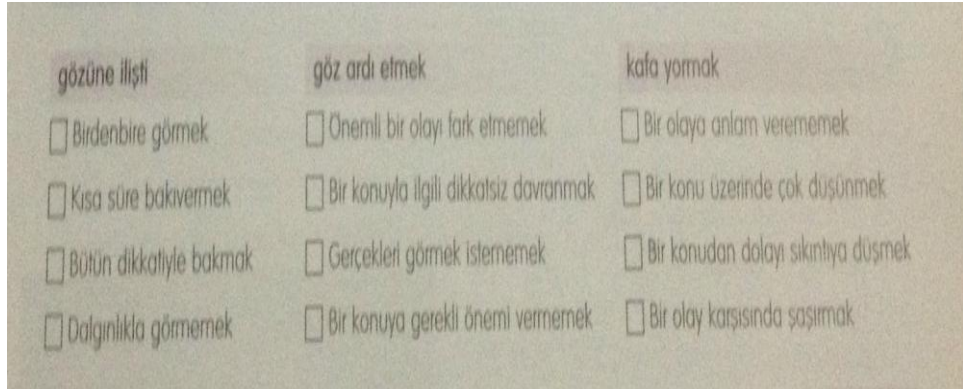 gözüne ilişti
Birdenbire görmek
Kısa süre bakıvermek
Bütün dikkatiyle bakmak
Dalgınlıkla görmemek
göz ardı etmek
Önemli bir olayı fark etmemek
Bir konuyla ilgili dikkatsiz davranmak
Gerçekleri görmek istememek
Bir konuya gerekli önemi vermemek
kafa yormak
Bir olaya anlam verememek
Bir konu üzerinde çok düşünmek
Bir konudan dolayı sıkıntıya düşmek
Bir olay karşısında şaşırmak